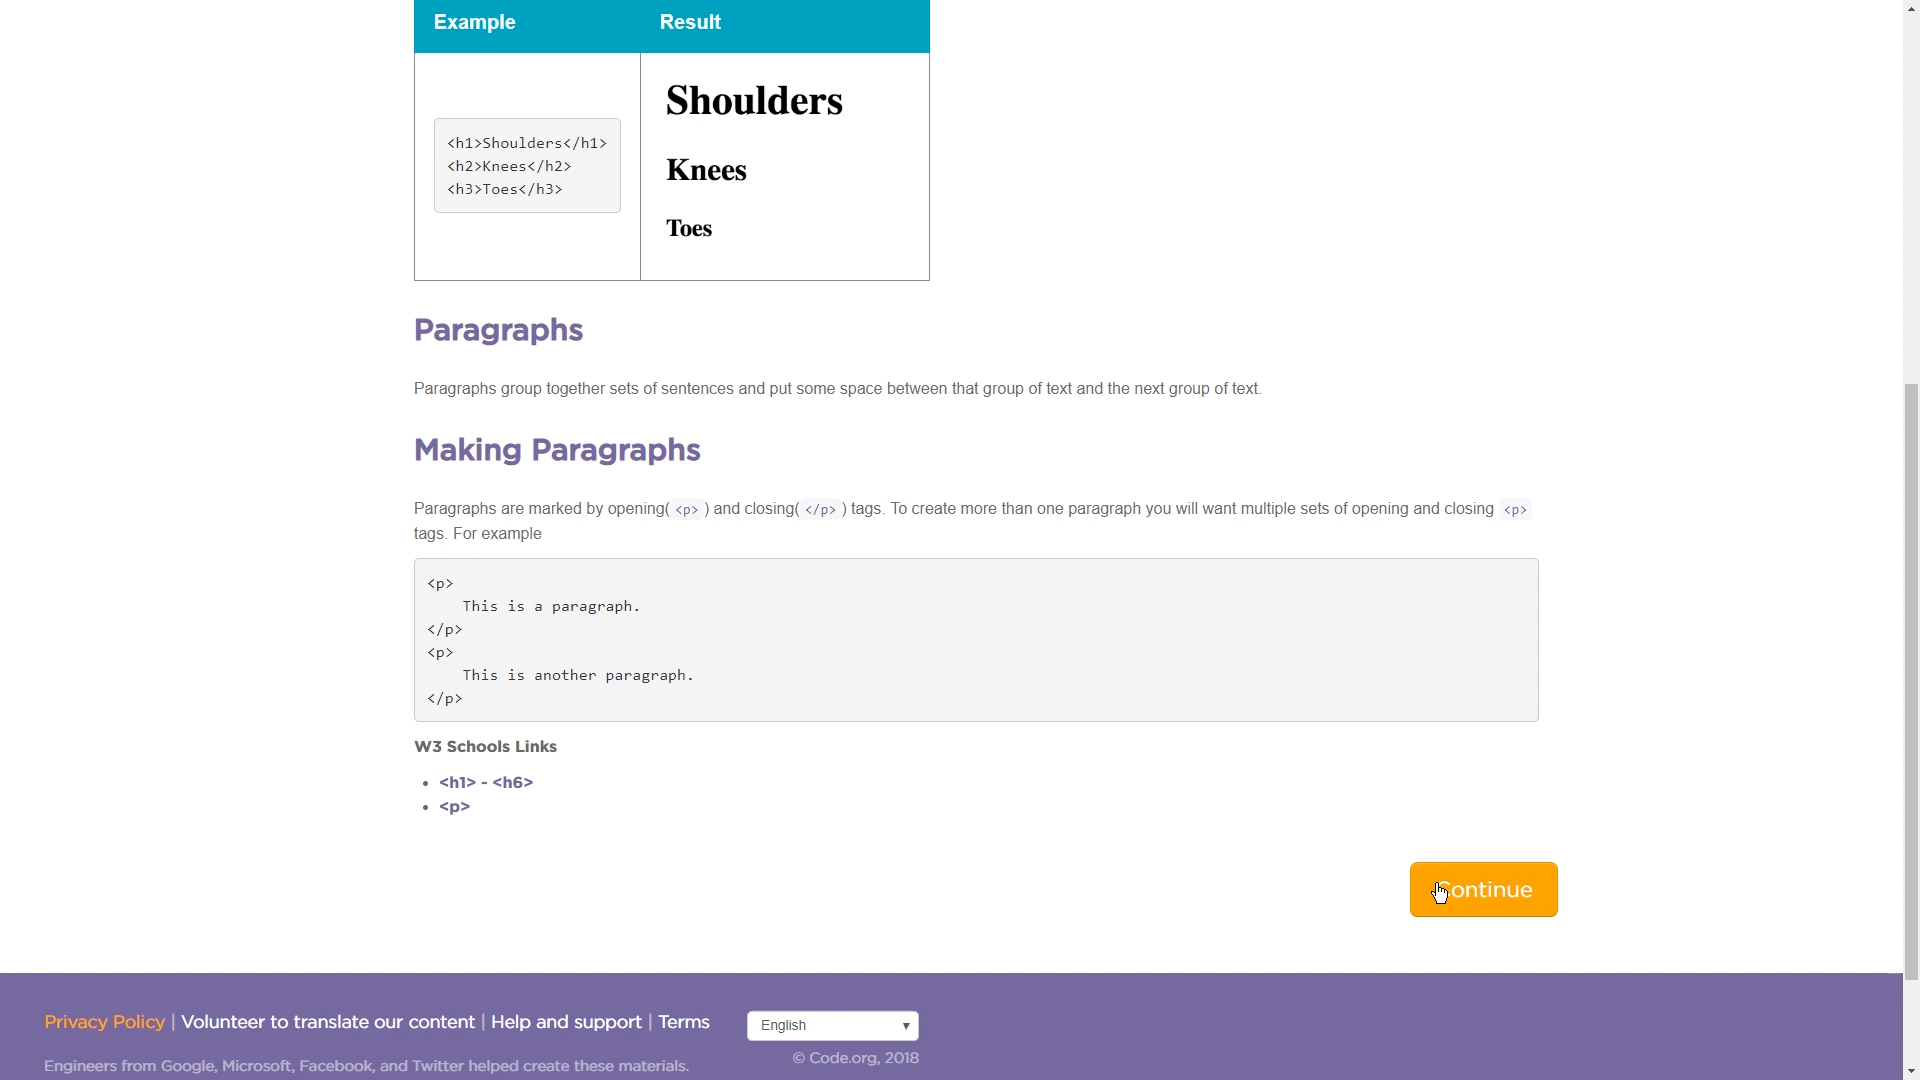 Example Result
<h1>Shoulders</h1>
<h2>Knees</h2>
<h3>Toes</h3>
Shoulders
Knees
Toes
Paragraphs
Paragraphs group together sets of sentences and put some space between that group of text and the next group of text.
Making Paragraphs
Paragraphs are marked by opening( <p> ) and closing( </p> ) tags. To create more than one paragraph you will want multiple sets of opening and closing <p>
tags. For example
<p>
    This is a paragraph.
</p>
<p>
    This is another paragraph.
</p>
W3 Schools Links
• <h1> - <h6>
• <p>
Continue
Privacy Policy | Volunteer to translate our content | Help and support | Terms
English
© Code.org, 2018
Engineers from Google, Microsoft, Facebook, and Twitter helped create these materials.